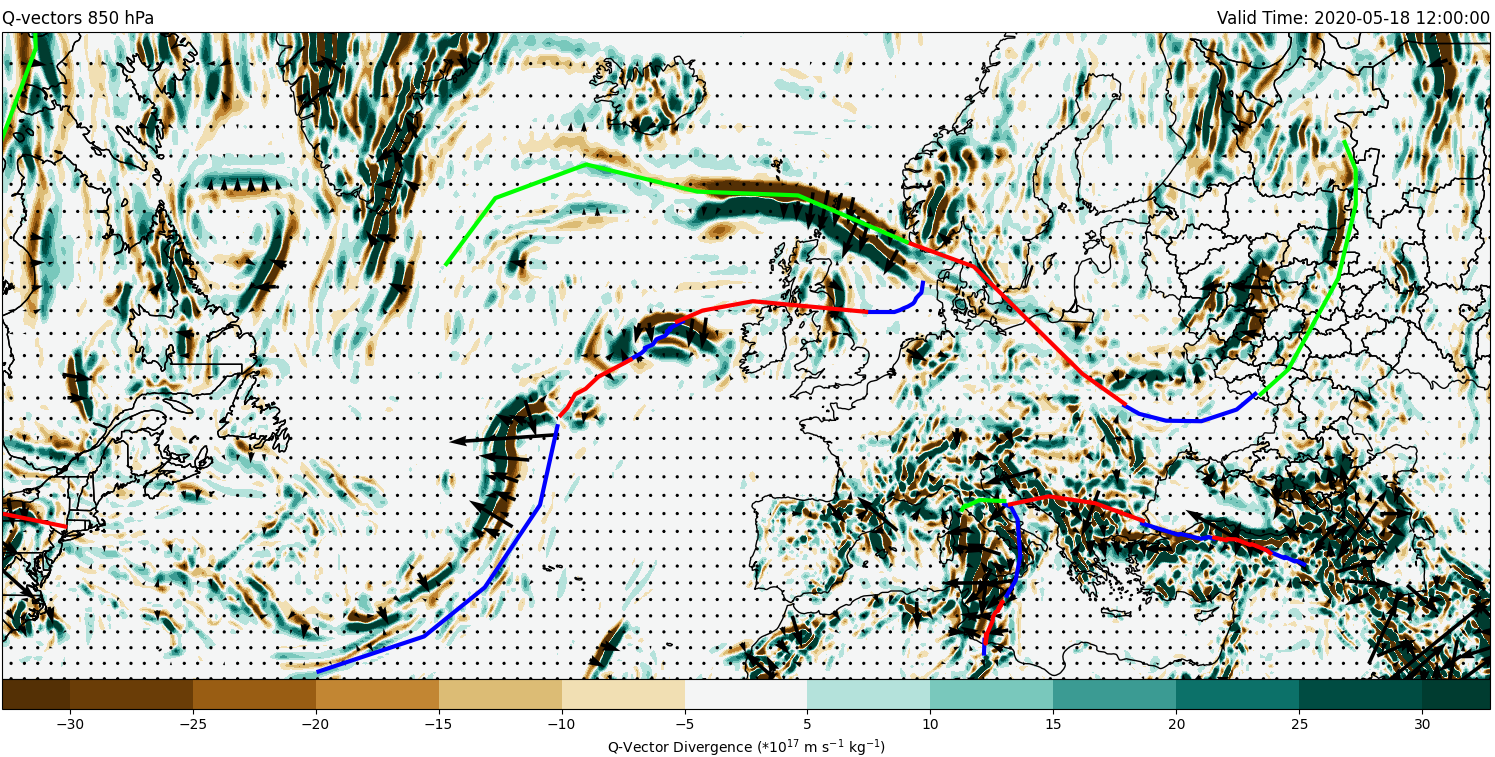 Q-vectors 850 hPa Valid Time: 2020-05-18 12:00:00
−30 −25 −20 −15 −10 −5 5 10 15 20 25 30
Q-Vector Divergence (*10¹⁷ m s⁻¹ kg⁻¹)